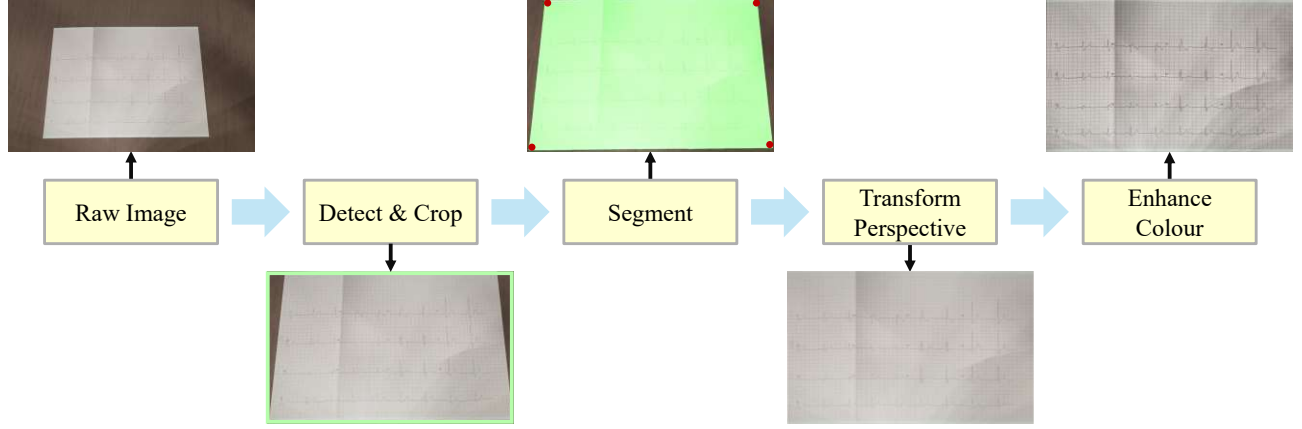 Raw Image
Detect & Crop
Segment
Transform
Perspective
Enhance
Colour